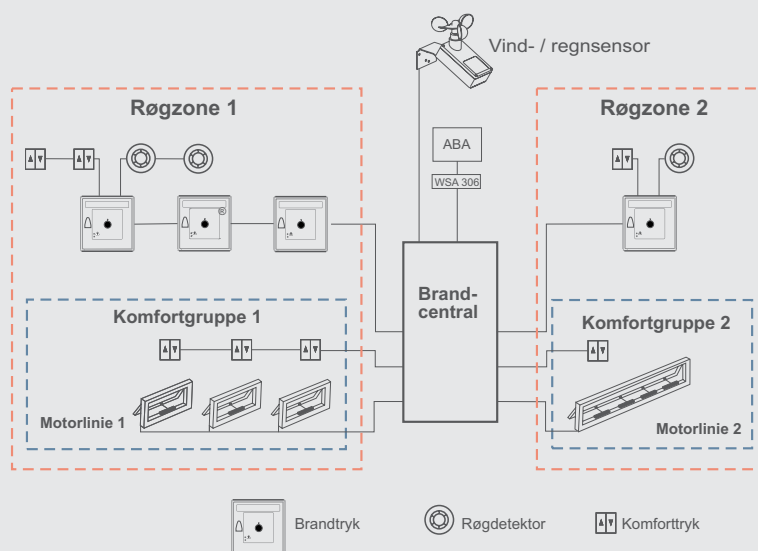 Vind- / regnsensor
Røgzone 1
Røgzone 2
ABA
WSA 306
Brand-
central
Komfortgruppe 1
Komfortgruppe 2
Motorlinie 1
Motorlinie 2
Brandtryk
Røgdetektor
Komforttryk